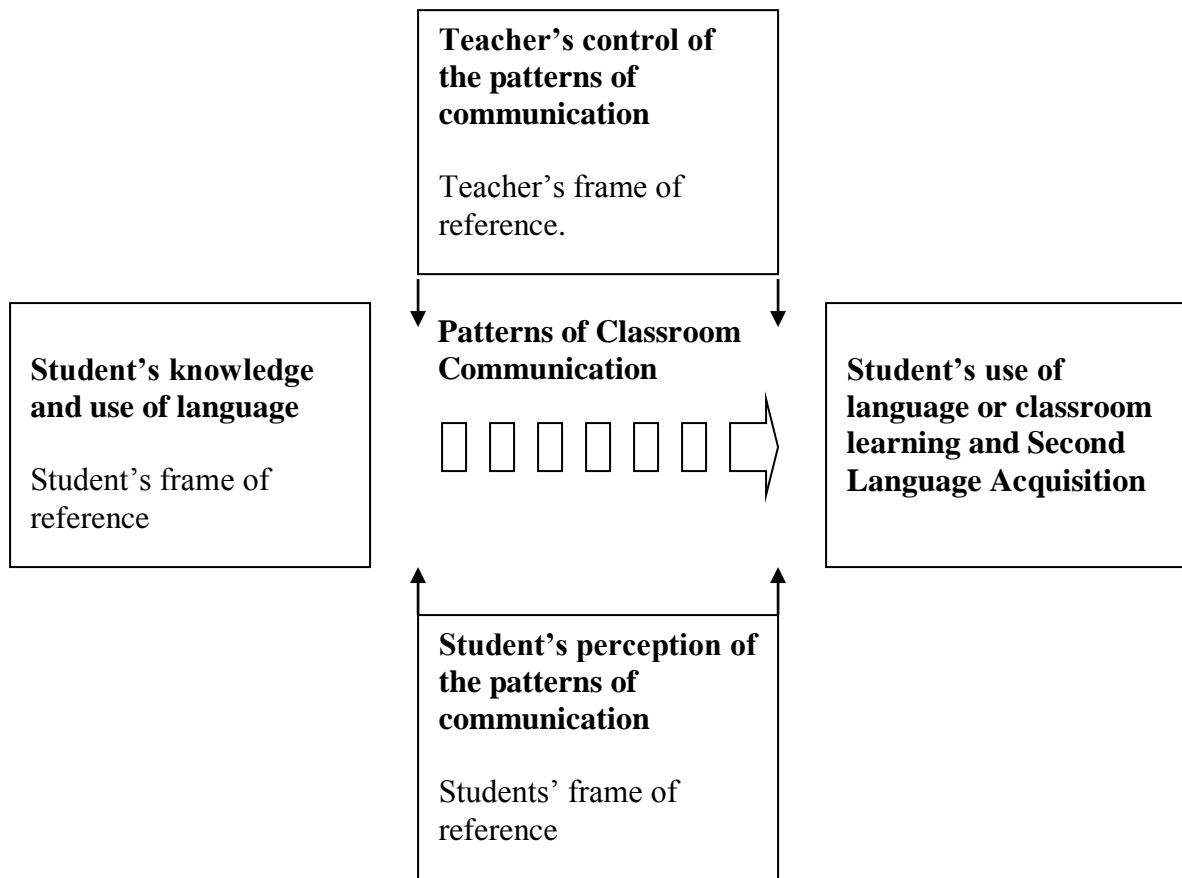 Teacher’s control of
the patterns of
communication
Teacher’s frame of
reference.
Student’s knowledge
and use of language
Student’s frame of
reference
Patterns of Classroom
Communication
Student’s use of
language or classroom
learning and Second
Language Acquisition
Student’s perception of
the patterns of
communication
Students’ frame of
reference